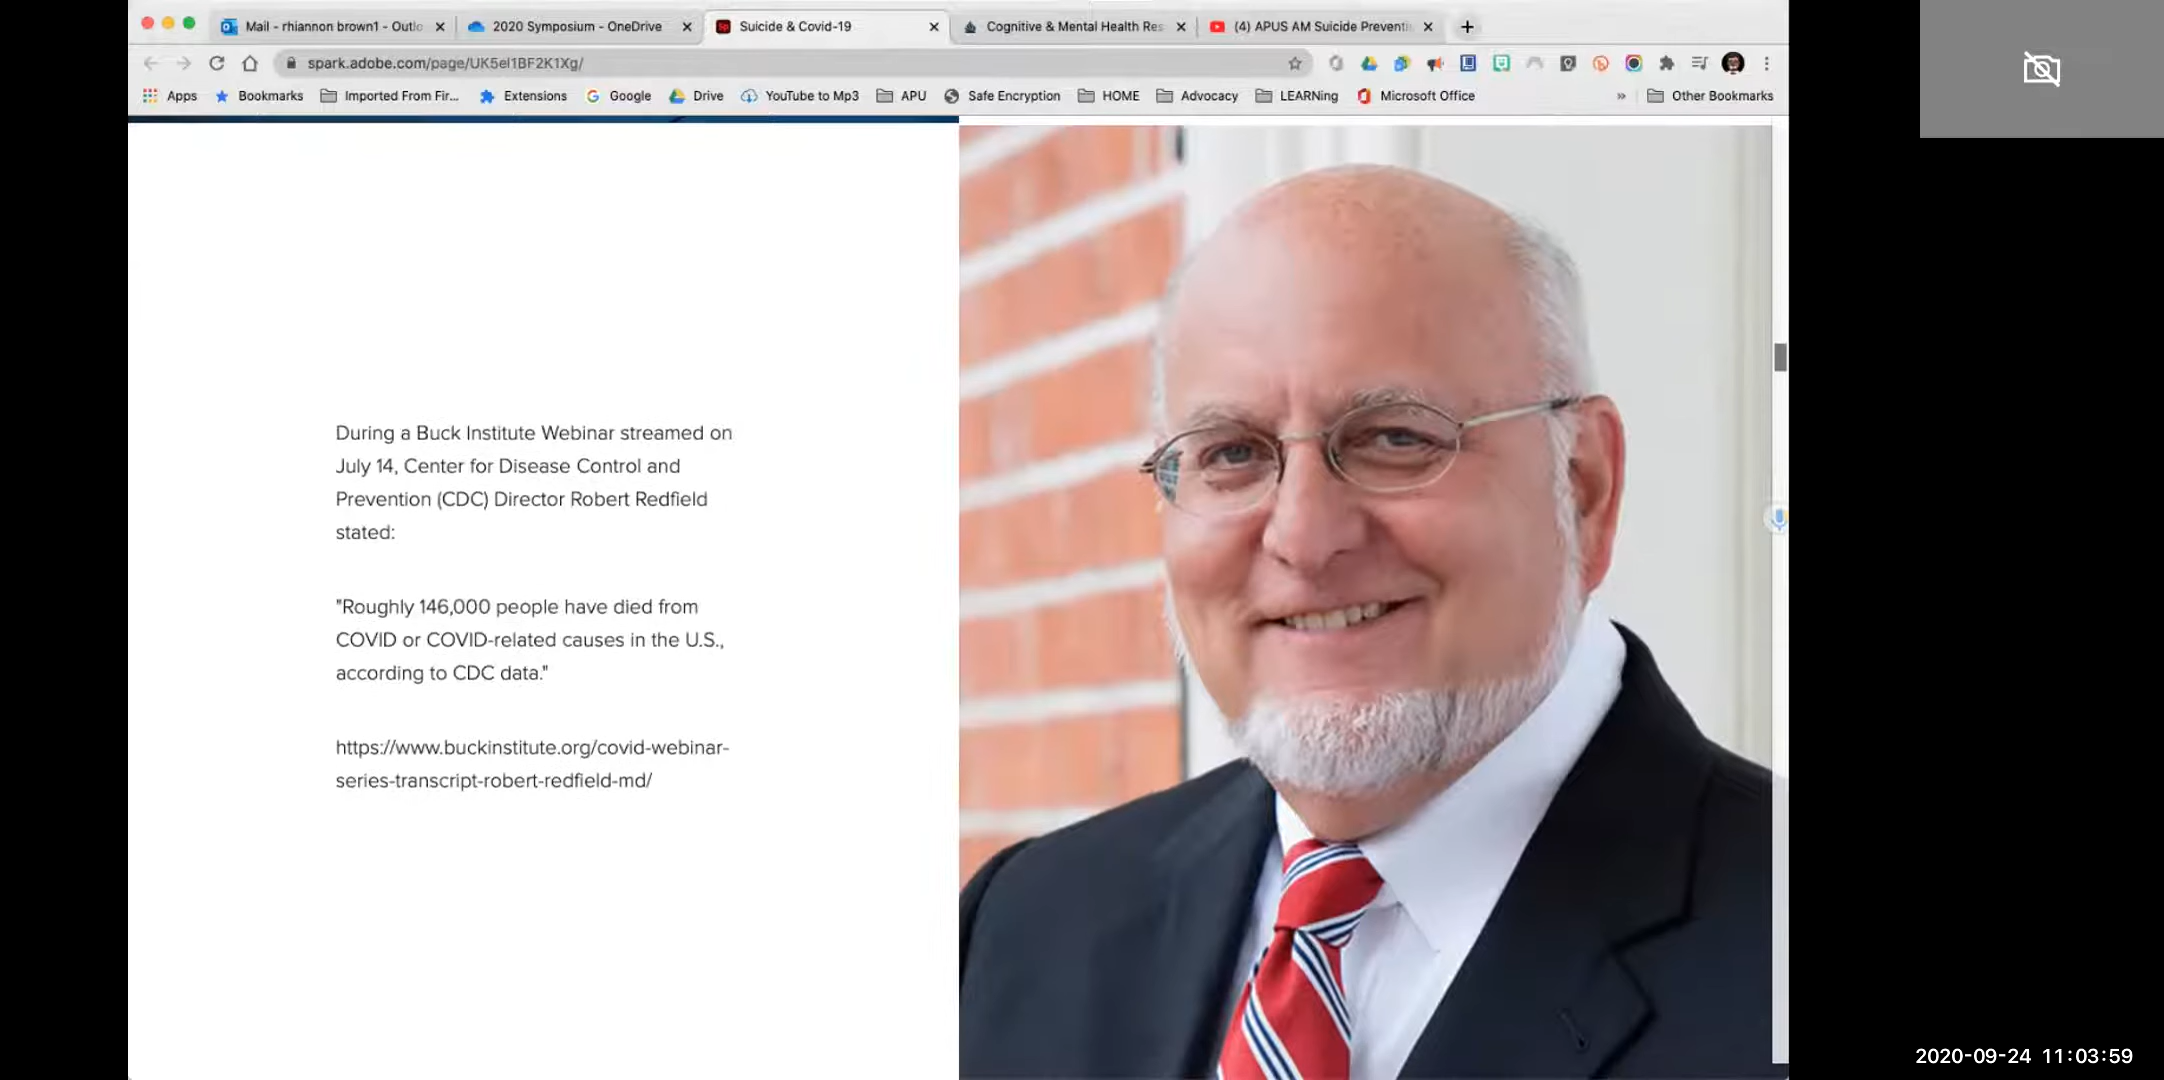 Mail - rhiannon brown1 - Outlo
2020 Symposium - OneDrive
Suicide & Covid-19
Cognitive & Mental Health Res
(4) APUS AM Suicide Preventi
spark.adobe.com/page/UK5el1BF2K1Xg/
Apps
Bookmarks
Imported From Fir...
Extensions
Google
Drive
YouTube to Mp3
APU
Safe Encryption
HOME
Advocacy
LEARNing
Microsoft Office
»
Other Bookmarks
During a Buck Institute Webinar streamed on
July 14, Center for Disease Control and
Prevention (CDC) Director Robert Redfield
stated:
"Roughly 146,000 people have died from
COVID or COVID-related causes in the U.S.,
according to CDC data."
https://www.buckinstitute.org/covid-webinar-
series-transcript-robert-redfield-md/
2020-09-24 11:03:59